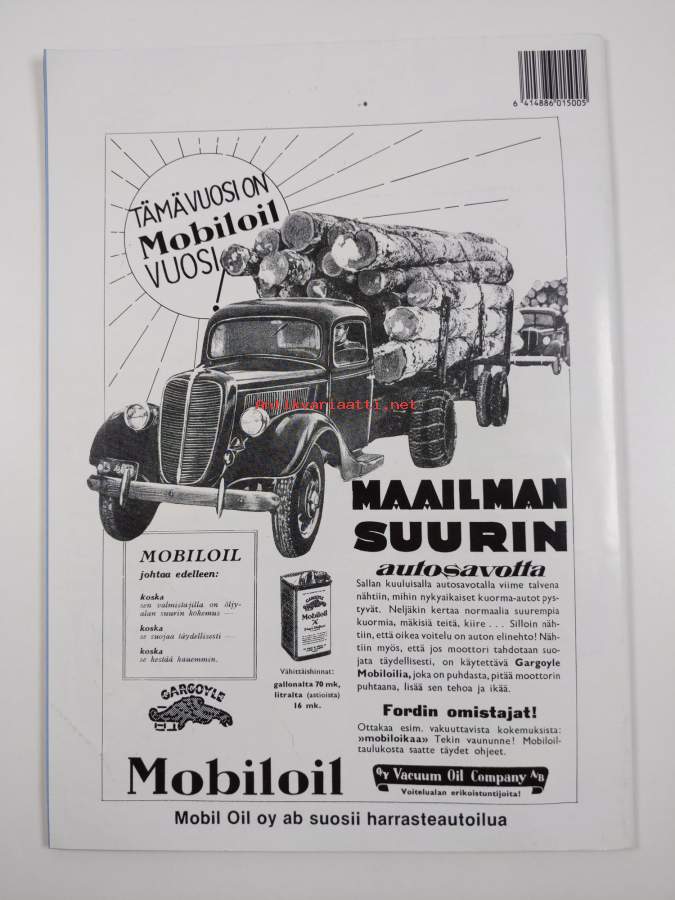 6 414886 015005
TÄMÄ VUOSI ON
Mobiloil
VUOSI
antikvariaatti.net
MAAILMAN
SUURIN
autosavotta
Sallan kuuluisalla autosavotalla viime talvena
nähtiin, mihin nykyaikaiset kuorma-autot pys-
tyvät. Neljäkin kertaa normaalia suurempia
kuormia, mäkisiä teitä, kiire . . . Silloin näh-
tiin, että oikea voitelu on auton elinehto! Näh-
tiin myös, että jos moottori tahdotaan suo-
jata täydellisesti, on käytettävä Gargoyle
Mobiloilia, joka on puhdasta, pitää moottorin
puhtaana, lisää sen tehoa ja ikää.
MOBILOIL
johtaa edelleen:
koska
sen valmistajilla on öljy-
alan suurin kokemus —
koska
se suojaa täydellisesti —
koska
se kestää kauemmin.
GARGOYLE
Mobiloil
Vähittäishinnat:
gallonalta 70 mk,
litralta (astioista)
16 mk.
GARGOYLE
Fordin omistajat!
Ottakaa esim. vakuuttavista kokemuksista:
»mobiloikaa» Tekin vaununne! Mobiloil-
taulukosta saatte täydet ohjeet.
Mobiloil
OY Vacuum Oil Company A/B
Voitelualan erikoistuntijoita!
Mobil Oil oy ab suosii harrasteautoilua